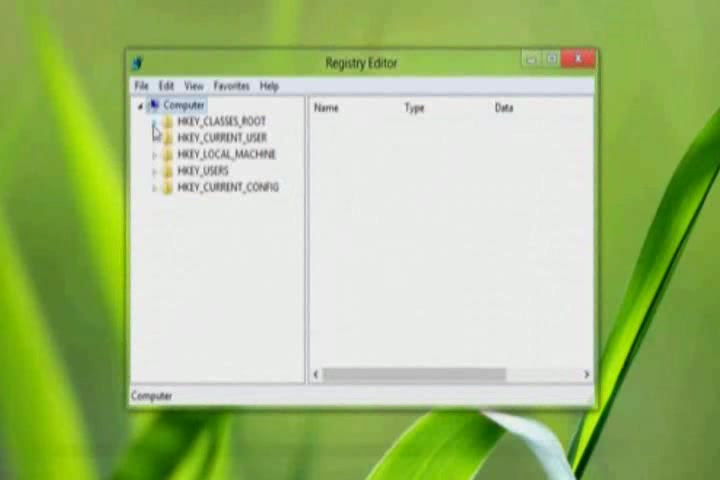 Registry Editor
File Edit View Favorites Help
Computer
HKEY_CLASSES_ROOT
HKEY_CURRENT_USER
HKEY_LOCAL_MACHINE
HKEY_USERS
HKEY_CURRENT_CONFIG
Name Type Data
Computer